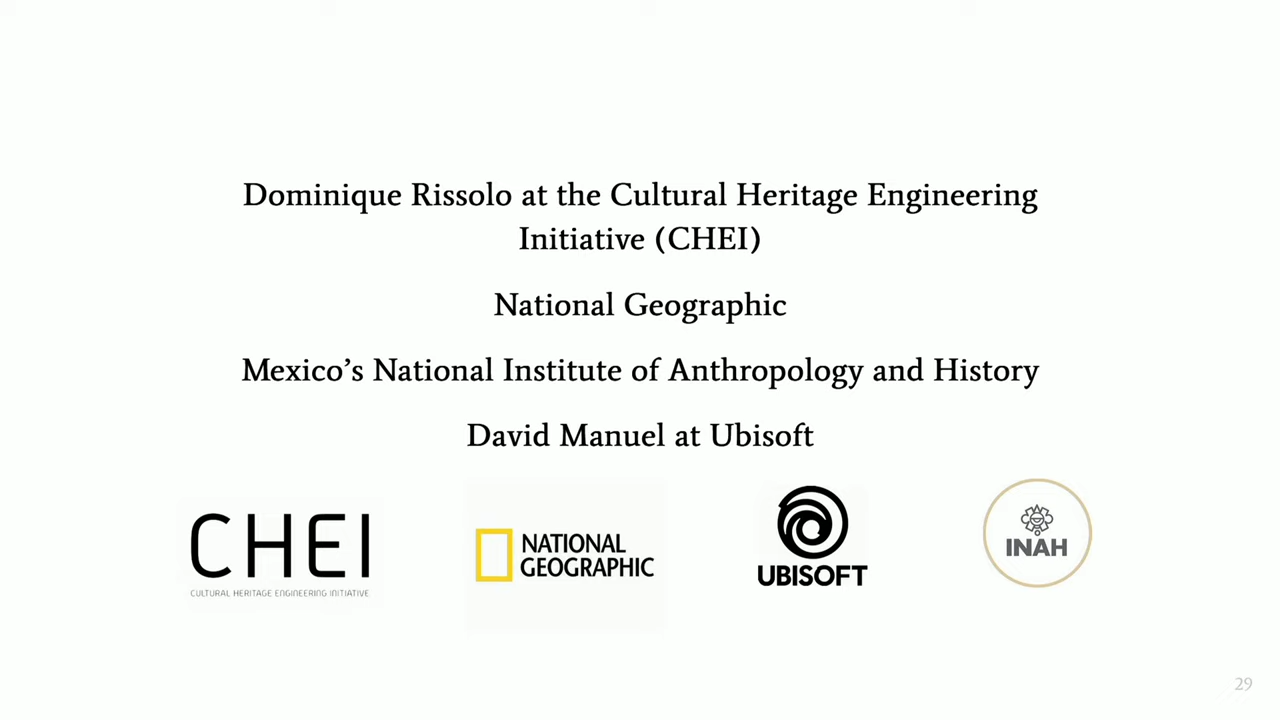 Dominique Rissolo at the Cultural Heritage Engineering
Initiative (CHEI)
National Geographic
Mexico’s National Institute of Anthropology and History
David Manuel at Ubisoft
CHEI
CULTURAL HERITAGE ENGINEERING INITIATIVE
NATIONAL
GEOGRAPHIC
UBISOFT
INAH
29